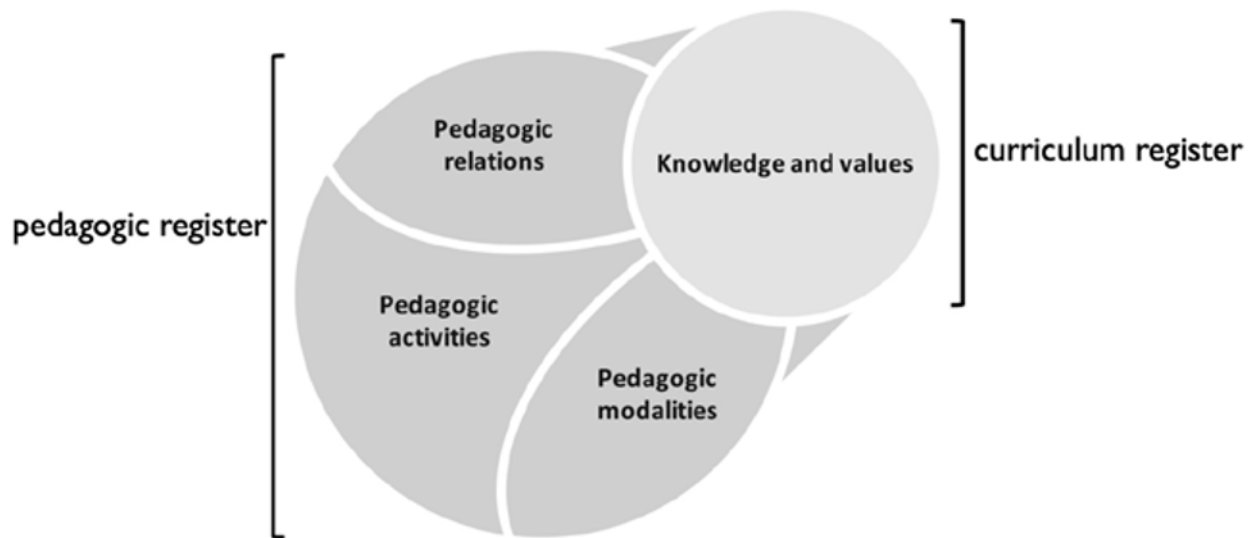 pedagogic register
Pedagogic
relations
Pedagogic
activities
Pedagogic
modalities
Knowledge and values
curriculum register